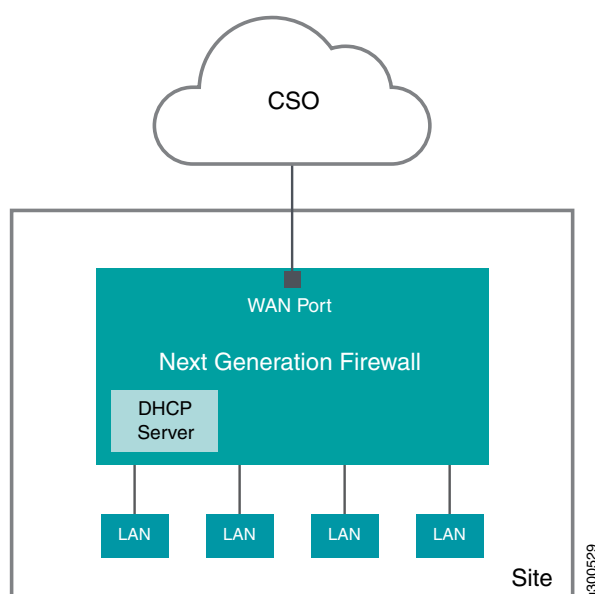 CSO
WAN Port
Next Generation Firewall
DHCP
Server
LAN
LAN
LAN
LAN
Site